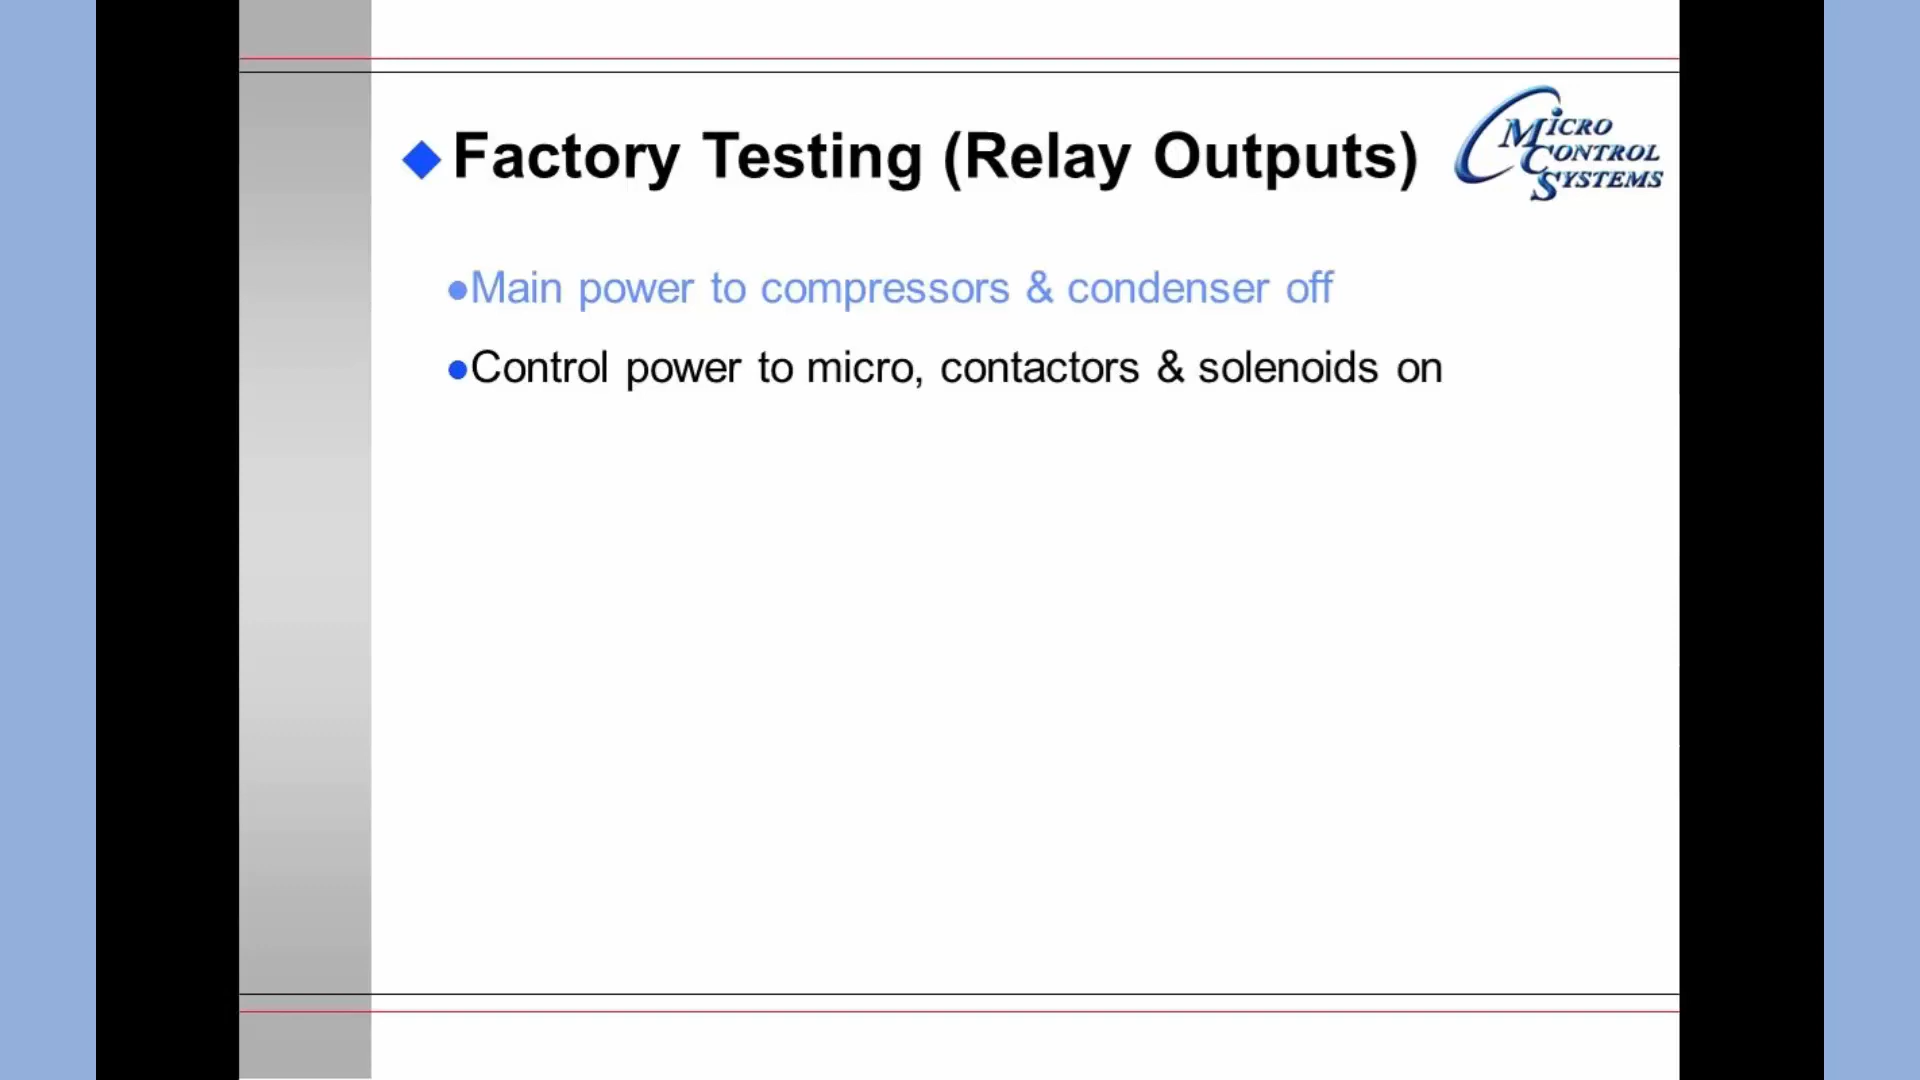 Factory Testing (Relay Outputs)
MICRO
CONTROL
SYSTEMS
Main power to compressors & condenser off
Control power to micro, contactors & solenoids on